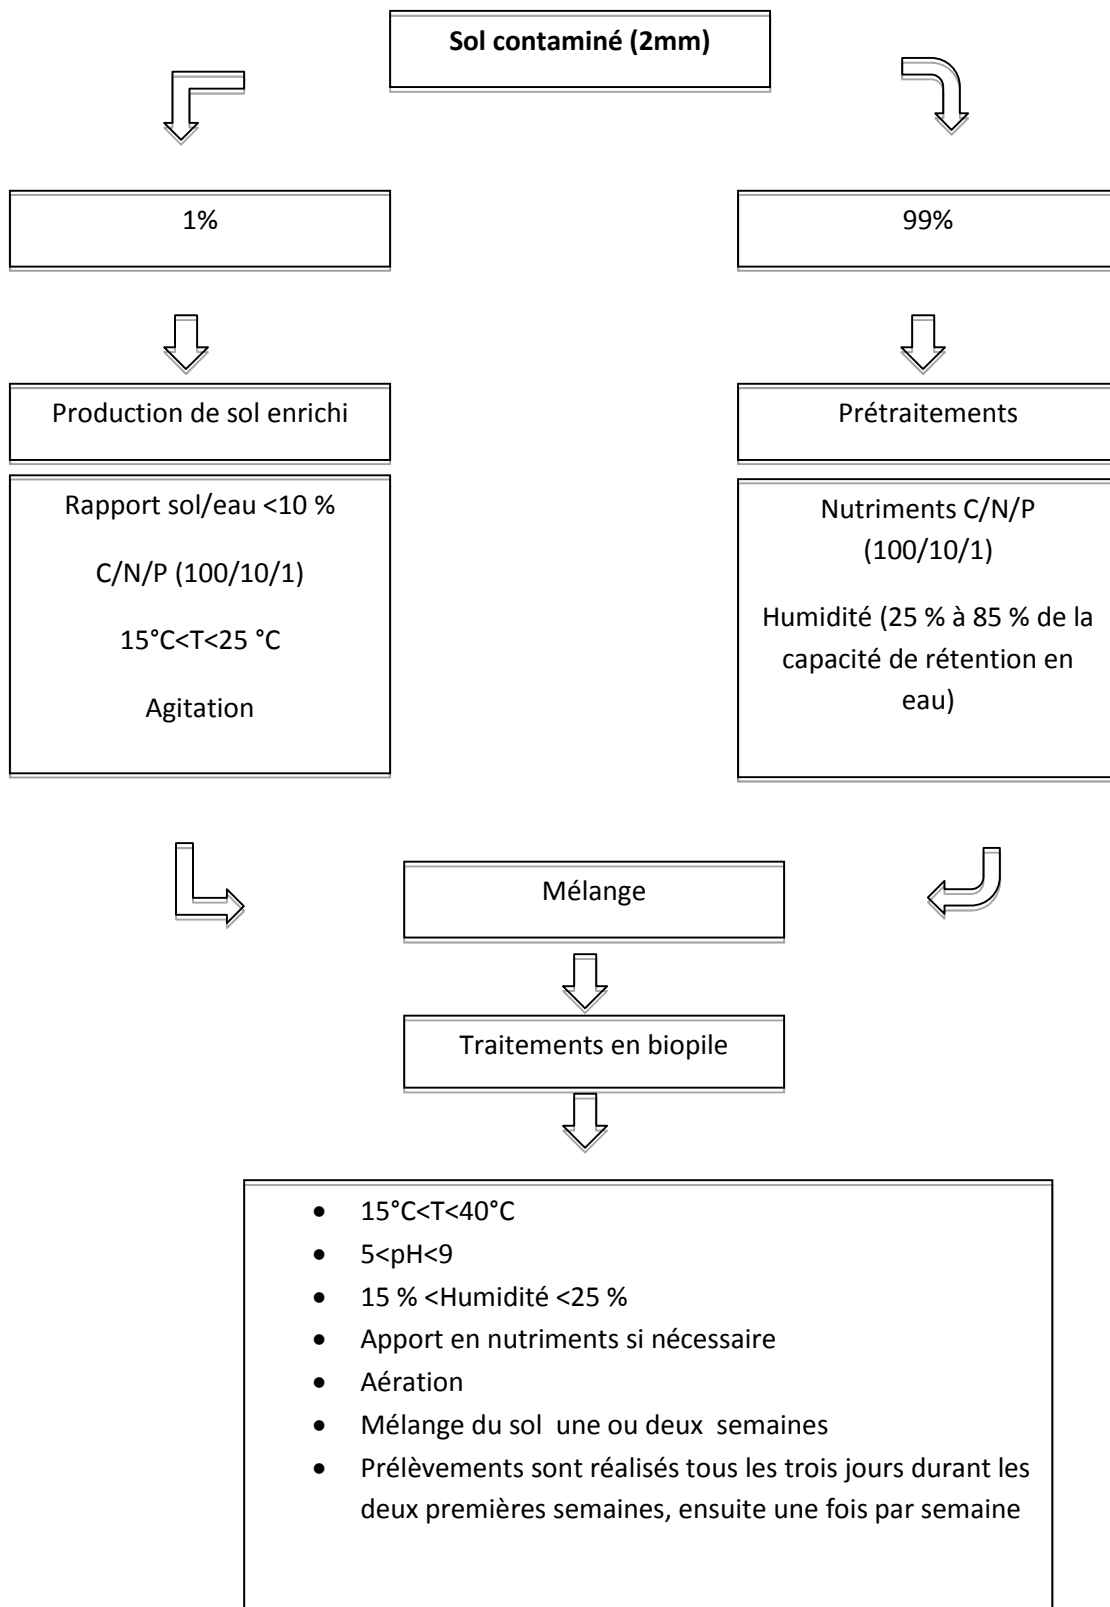 Sol contaminé (2mm)
1%
99%
Production de sol enrichi
Prétraitements
Rapport sol/eau <10 %
C/N/P (100/10/1)
15°C<T<25 °C
Agitation
Nutriments C/N/P
(100/10/1)
Humidité (25 % à 85 % de la
capacité de rétention en
eau)
Mélange
Traitements en biopile
• 15°C<T<40°C
• 5<pH<9
• 15 % <Humidité <25 %
• Apport en nutriments si nécessaire
• Aération
• Mélange du sol  une ou deux  semaines
• Prélèvements sont réalisés tous les trois jours durant les
deux premières semaines, ensuite une fois par semaine